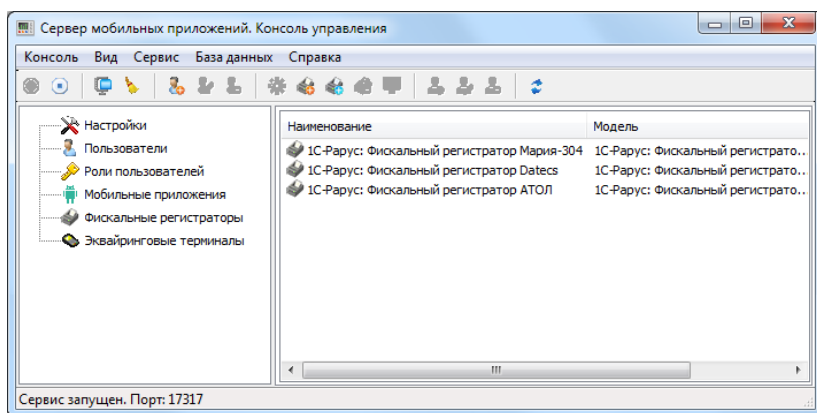 Сервер мобильных приложений. Консоль управления
Консоль Вид Сервис База данных Справка
Настройки
Пользователи
Роли пользователей
Мобильные приложения
Фискальные регистраторы
Эквайринговые терминалы
Наименование Модель
1С-Рарус: Фискальный регистратор Мария-304 1С-Рарус: Фискальный регистрато...
1С-Рарус: Фискальный регистратор Datecs 1С-Рарус: Фискальный регистрато...
1С-Рарус: Фискальный регистратор АТОЛ 1С-Рарус: Фискальный регистрато...
Сервис запущен. Порт: 17317